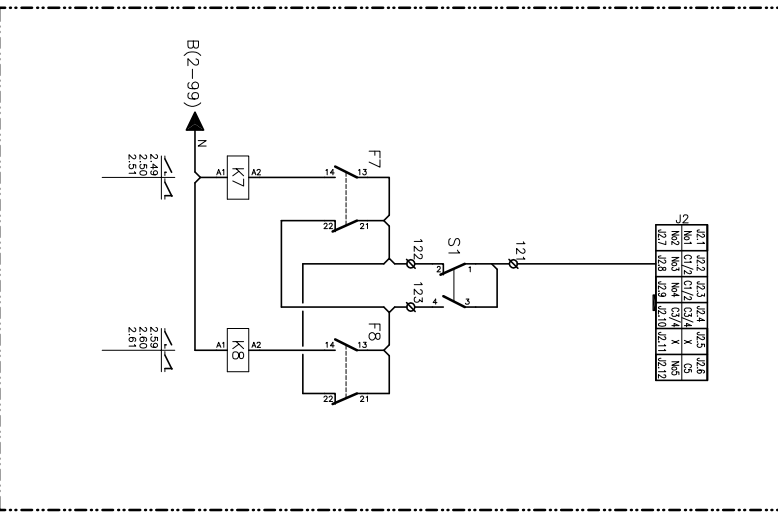 J2
J2.1 J2.2 J2.3 J2.4 J2.5 J2.6
No1 C1/2 C1/2 C3/4 X C5
No2 No3 No4 C3/4 X No5
J2.7 J2.8 J2.9 J2.10 J2.11 J2.12
121
S1
1
2
3
4
122
123
F7
13
14
21
22
F8
13
14
21
22
A1
K7
A2
A1
K8
A2
B(2-99)
N
2.49
2.50
2.51
2.59
2.60
2.61